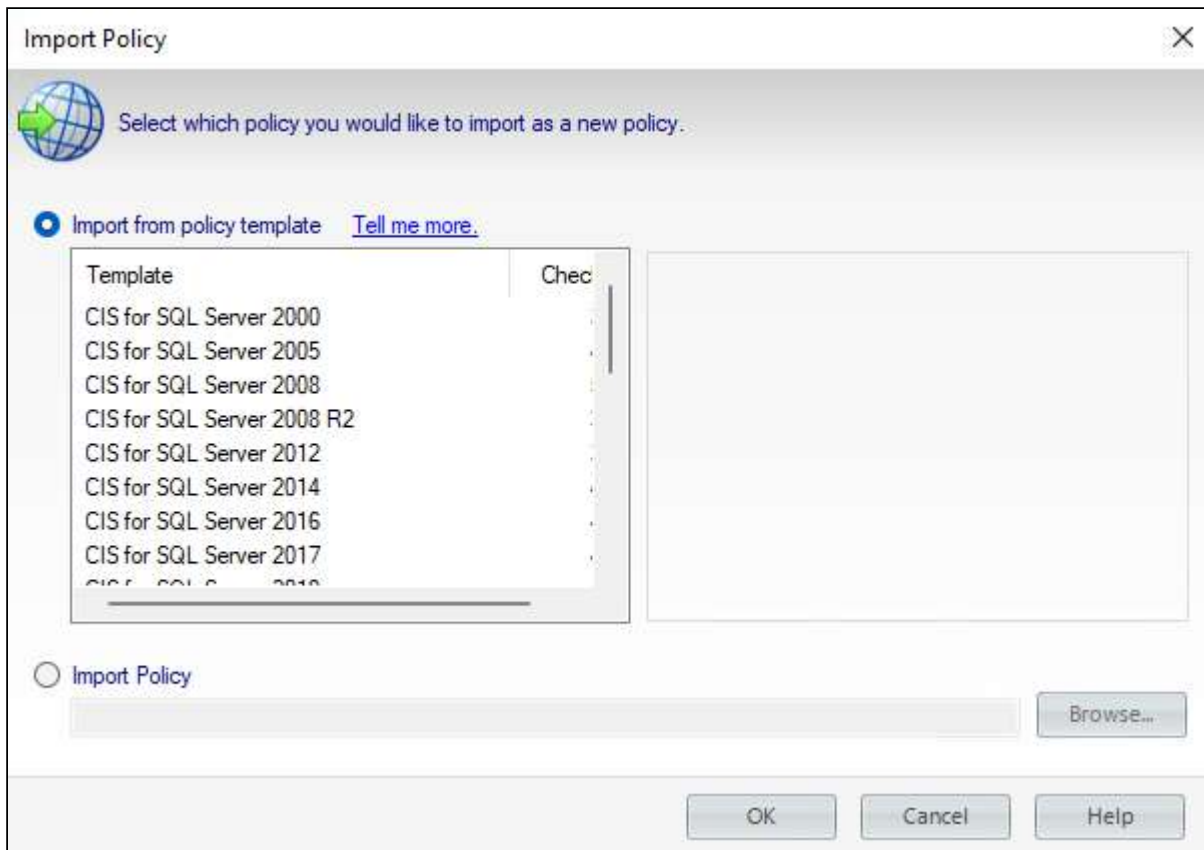 Import Policy
Select which policy you would like to import as a new policy.
Import from policy template Tell me more.
Template Chec
CIS for SQL Server 2000
CIS for SQL Server 2005
CIS for SQL Server 2008
CIS for SQL Server 2008 R2
CIS for SQL Server 2012
CIS for SQL Server 2014
CIS for SQL Server 2016
CIS for SQL Server 2017
Import Policy
Browse...
OK Cancel Help